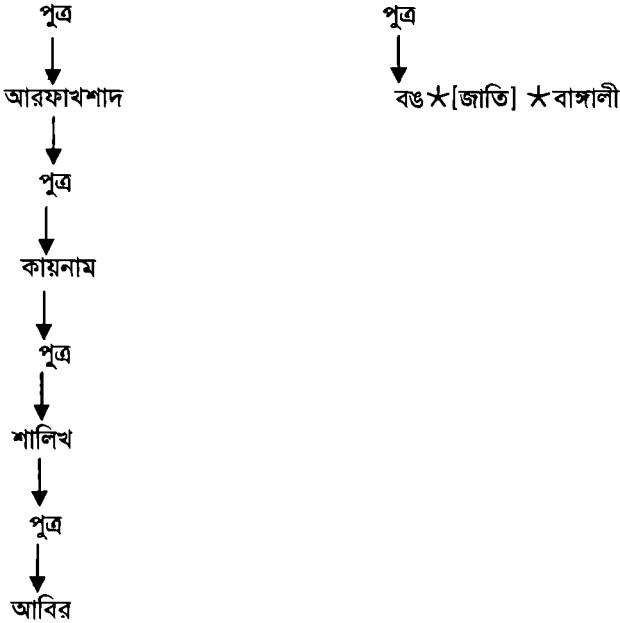 পুত্র পুত্র
আরফাখশাদ বঙ★[জাতি] ★বাঙ্গালী
পুত্র
কায়নাম
পুত্র
শালিখ
পুত্র
আবির